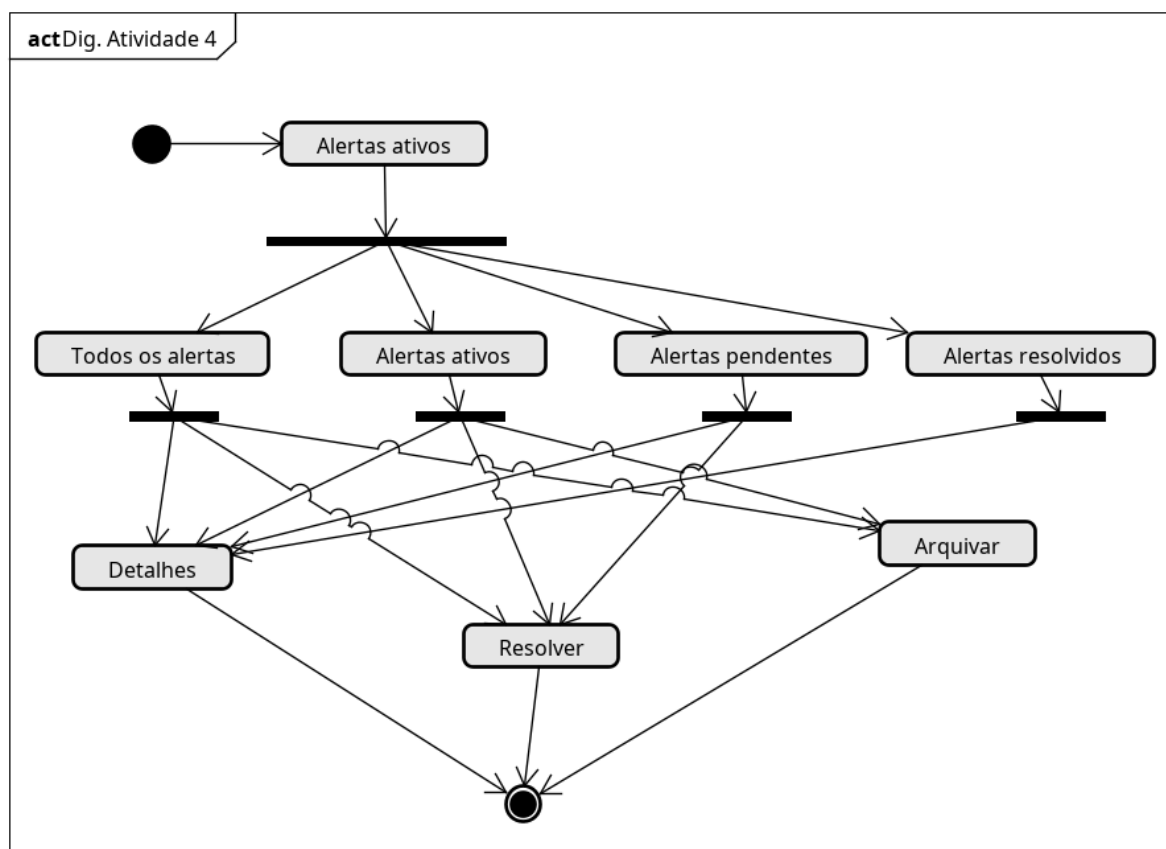 act Dig. Atividade 4
Alertas ativos
Todos os alertas
Alertas ativos
Alertas pendentes
Alertas resolvidos
Detalhes
Arquivar
Resolver